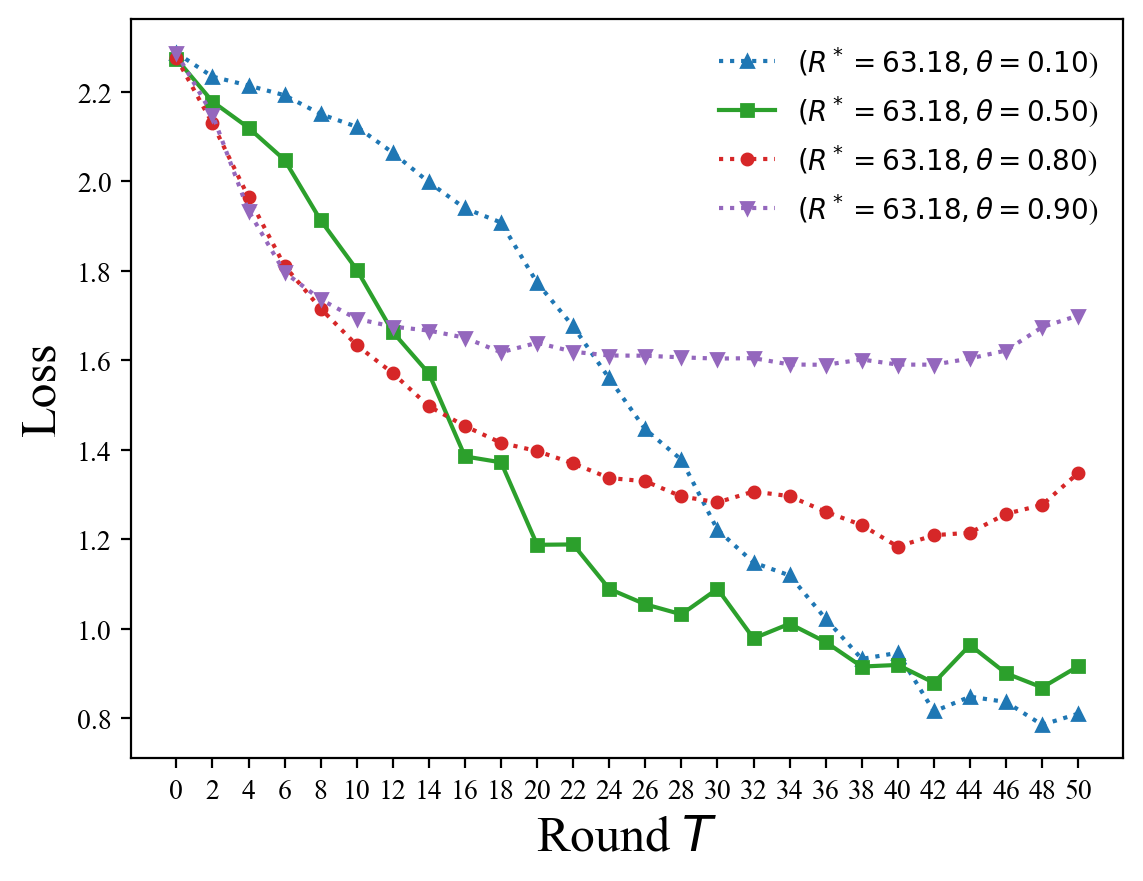 (R* = 63.18, θ = 0.10)
(R* = 63.18, θ = 0.50)
(R* = 63.18, θ = 0.80)
(R* = 63.18, θ = 0.90)
Loss
2.2
2.0
1.8
1.6
1.4
1.2
1.0
0.8
0 2 4 6 8 10 12 14 16 18 20 22 24 26 28 30 32 34 36 38 40 42 44 46 48 50
Round T